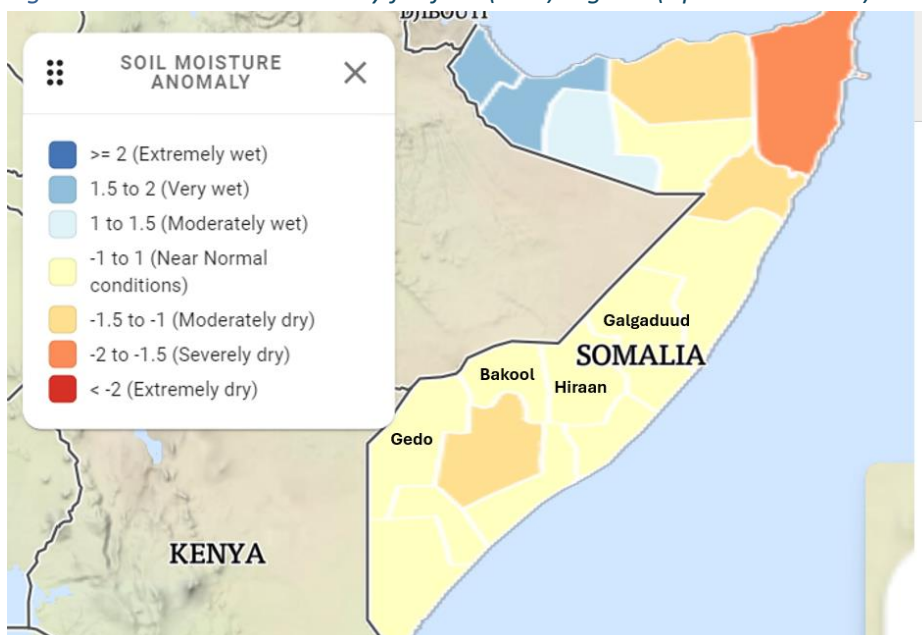 DJIBOUTI
SOIL MOISTURE
ANOMALY
>= 2 (Extremely wet)
1.5 to 2 (Very wet)
1 to 1.5 (Moderately wet)
-1 to 1 (Near Normal
conditions)
-1.5 to -1 (Moderately dry)
-2 to -1.5 (Severely dry)
< -2 (Extremely dry)
Galgaduud
SOMALIA
Bakool
Hiraan
Gedo
KENYA